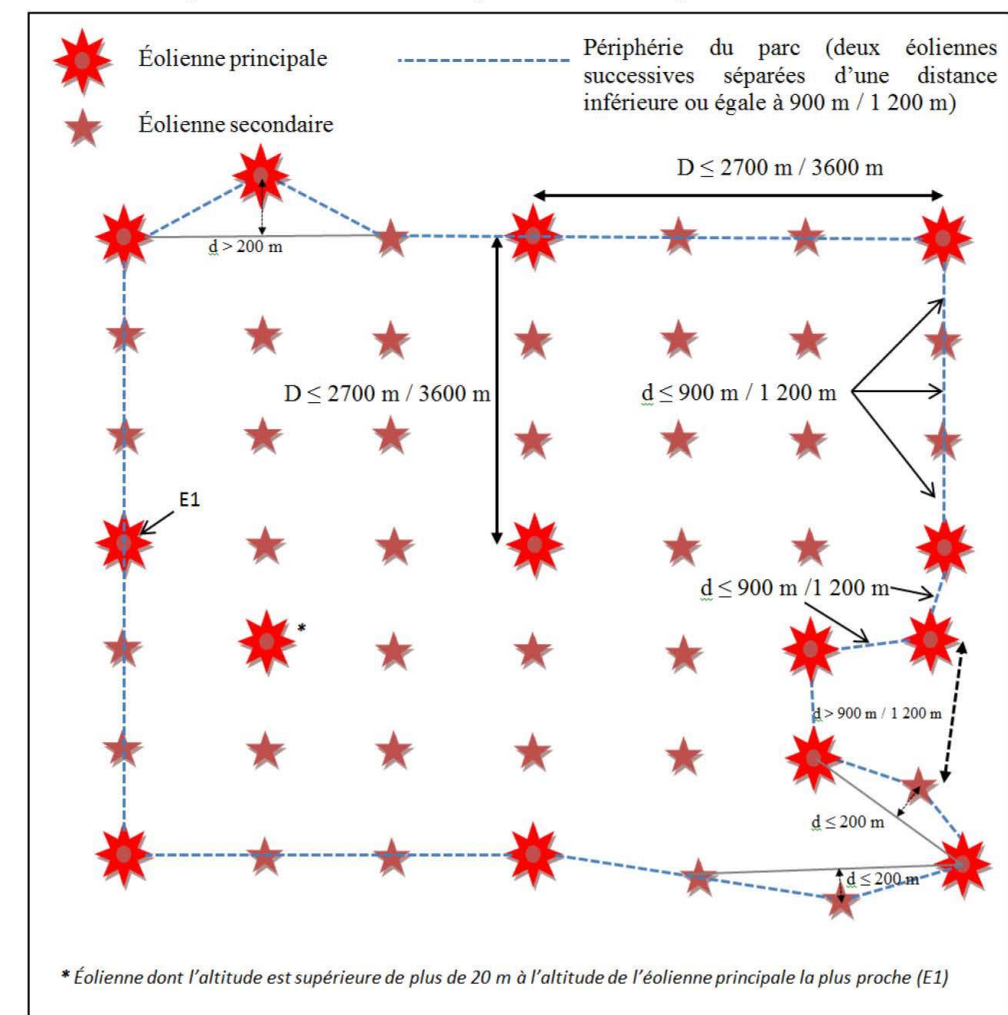 Éolienne principale
Périphérie du parc (deux éoliennes
successives séparées d'une distance
inférieure ou égale à 900 m / 1 200 m)
Éolienne secondaire
D ≤ 2700 m / 3600 m
d > 200 m
D ≤ 2700 m / 3600 m
d ≤ 900 m / 1 200 m
E1
d ≤ 900 m /1 200 m
*
d > 900 m / 1 200 m
d ≤ 200 m
d ≤ 200 m
* Éolienne dont l'altitude est supérieure de plus de 20 m à l'altitude de l'éolienne principale la plus proche (E1)